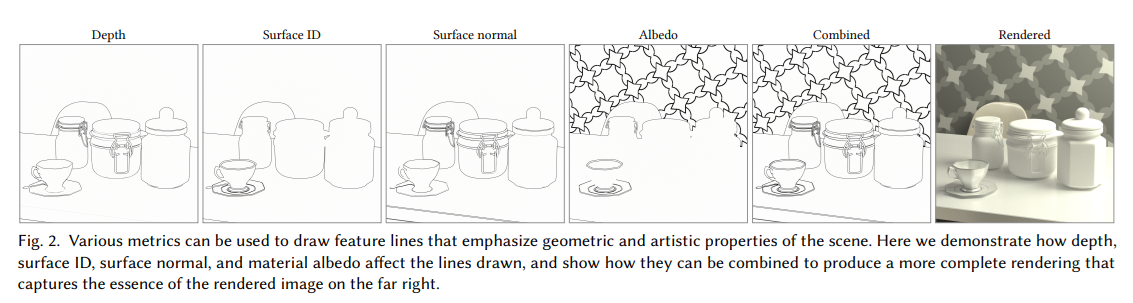 Depth
Surface ID
Surface normal
Albedo
Combined
Rendered
Fig. 2. Various metrics can be used to draw feature lines that emphasize geometric and artistic properties of the scene. Here we demonstrate how depth,
surface ID, surface normal, and material albedo affect the lines drawn, and show how they can be combined to produce a more complete rendering that
captures the essence of the rendered image on the far right.